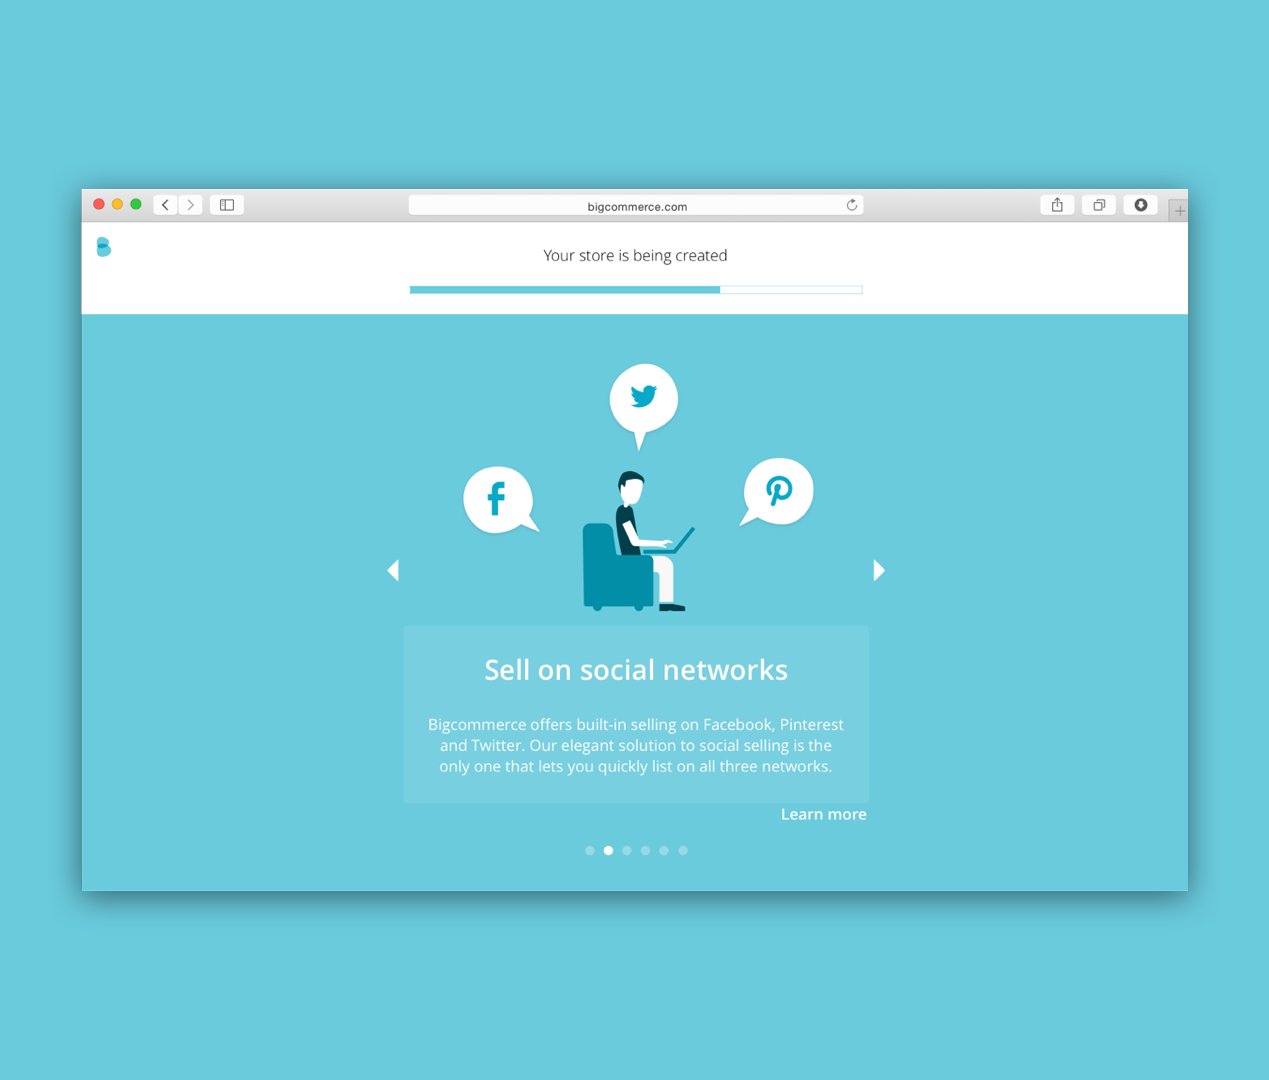 bigcommerce.com
Your store is being created
Sell on social networks
Bigcommerce offers built-in selling on Facebook, Pinterest
and Twitter. Our elegant solution to social selling is the
only one that lets you quickly list on all three networks.
Learn more